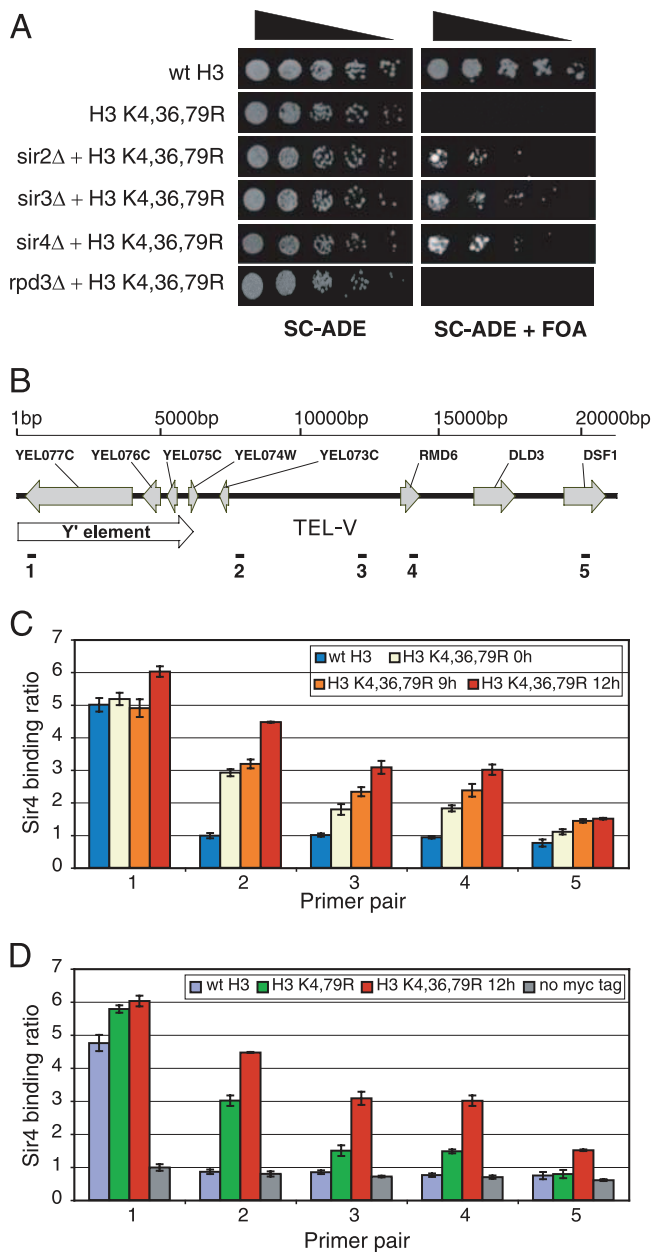 A
wt H3
H3 K4,36,79R
sir2Δ + H3 K4,36,79R
sir3Δ + H3 K4,36,79R
sir4Δ + H3 K4,36,79R
rpd3Δ + H3 K4,36,79R
SC-ADE SC-ADE + FOA
B
1bp 5000bp 10000bp 15000bp 20000bp
YEL077C YEL076C YEL075C YEL074W YEL073C RMD6 DLD3 DSF1
Y' element TEL-V
1 2 3 4 5
C
7
6
5
4
3
2
1
0
Sir4 binding ratio
wt H3 H3 K4,36,79R 0h
H3 K4,36,79R 9h H3 K4,36,79R 12h
1 2 3 4 5
Primer pair
D
7
6
5
4
3
2
1
0
Sir4 binding ratio
wt H3 H3 K4,79R H3 K4,36,79R 12h no myc tag
1 2 3 4 5
Primer pair